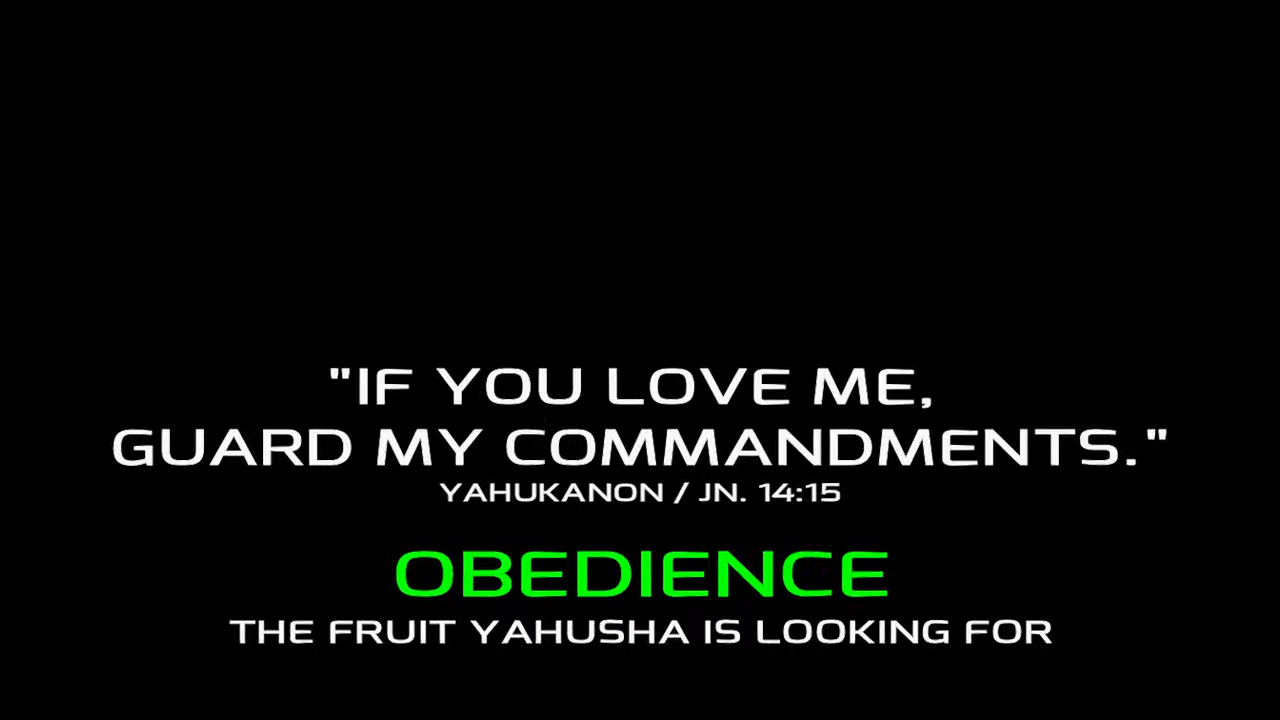 "IF YOU LOVE ME,
GUARD MY COMMANDMENTS."
YAHUKANON / JN. 14:15
OBEDIENCE
THE FRUIT YAHUSHA IS LOOKING FOR